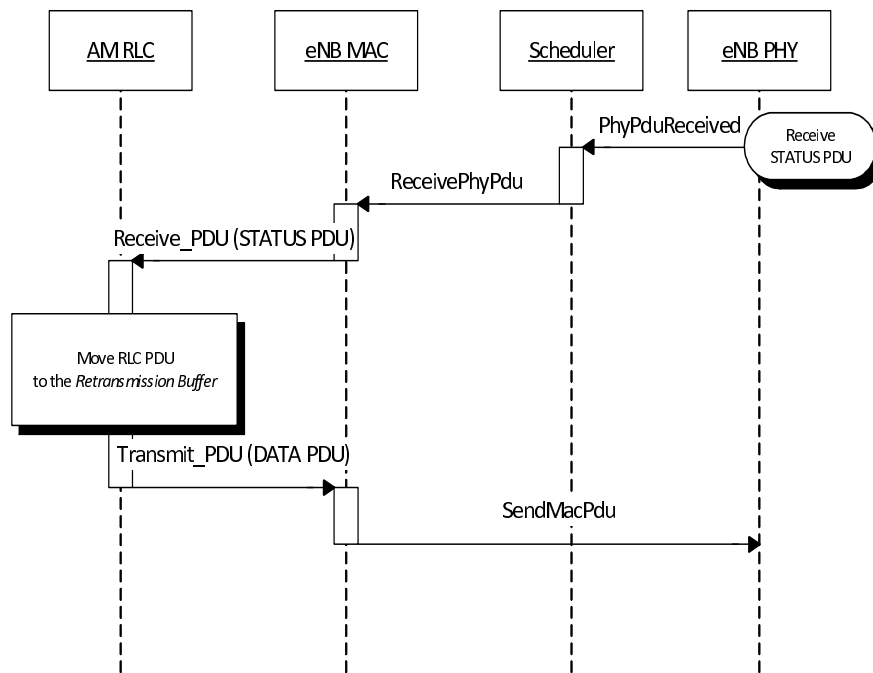 AM RLC
eNB MAC
Scheduler
eNB PHY
PhyPduReceived
Receive
STATUS PDU
ReceivePhyPdu
Receive_PDU (STATUS PDU)
Move RLC PDU
to the Retransmission Buffer
Transmit_PDU (DATA PDU)
SendMacPdu